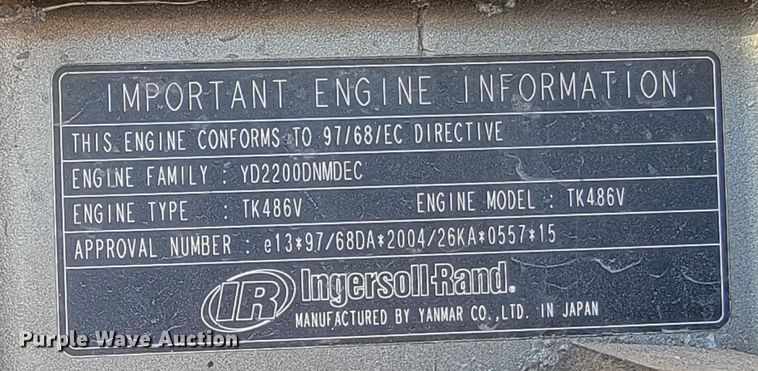 IMPORTANT ENGINE INFORMATION
THIS ENGINE CONFORMS TO 97/68/EC DIRECTIVE
ENGINE FAMILY : YD2200DNMDEC
ENGINE TYPE : TK486V ENGINE MODEL : TK486V
APPROVAL NUMBER : e13*97/68DA*2004/26KA*0557*15
IR Ingersoll-Rand®
MANUFACTURED BY YANMAR CO.,LTD. IN JAPAN
Purple Wave Auction